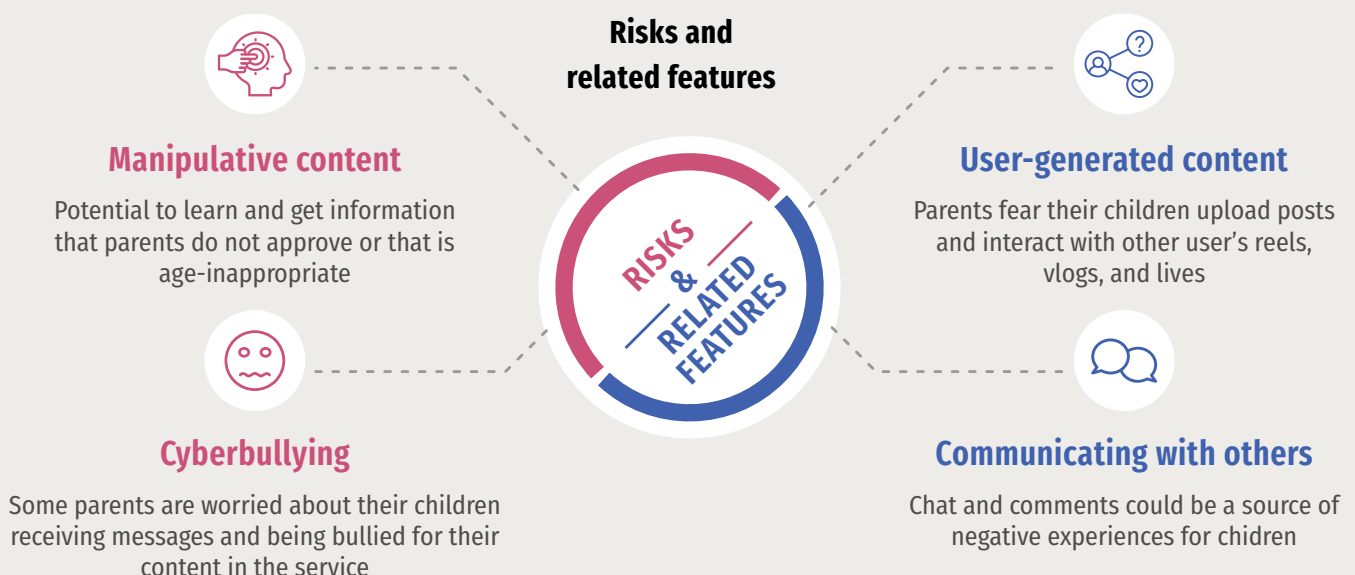 Risks and
related features
Manipulative content
Potential to learn and get information
that parents do not approve or that is
age-inappropriate
Cyberbullying
Some parents are worried about their children
receiving messages and being bullied for their
content in the service
RISKS
&
RELATED
FEATURES
User-generated content
Parents fear their children upload posts
and interact with other user’s reels,
vlogs, and lives
Communicating with others
Chat and comments could be a source of
negative experiences for chidren
?